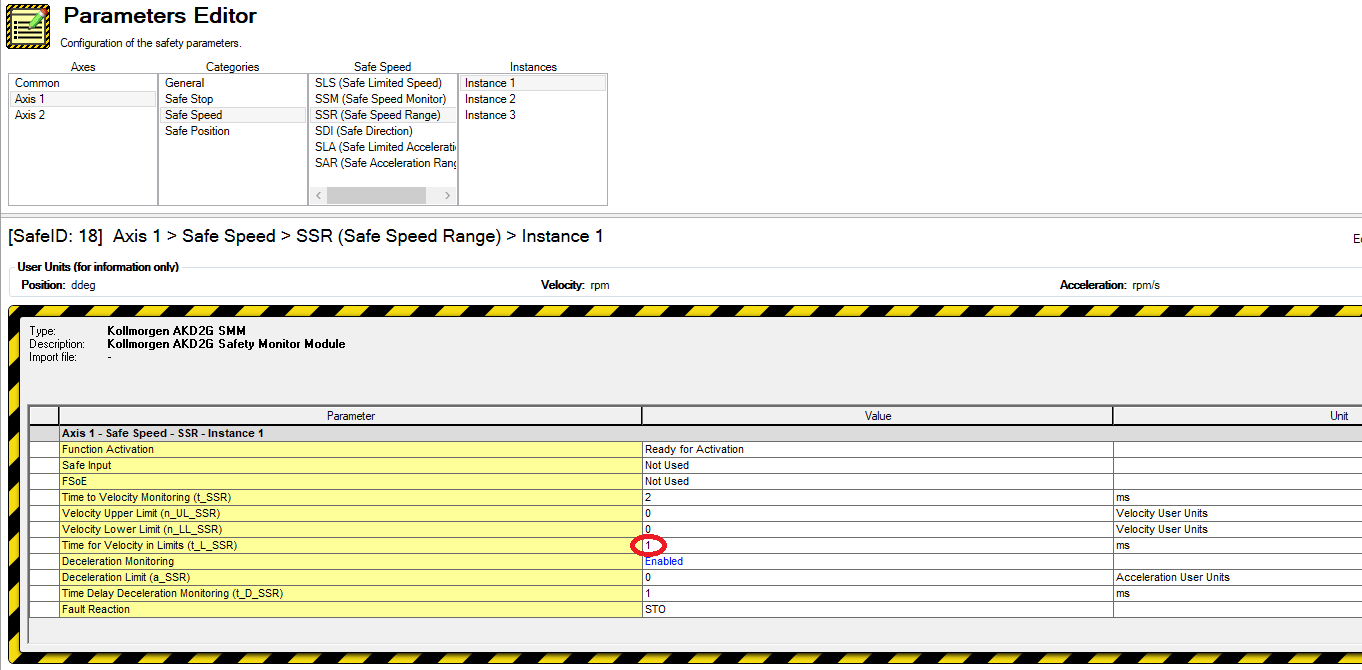 Parameters Editor
Configuration of the safety parameters.
Axes Categories Safe Speed Instances
Common General SLS (Safe Limited Speed) Instance 1
Axis 1 Safe Stop SSM (Safe Speed Monitor) Instance 2
Axis 2 Safe Speed SSR (Safe Speed Range) Instance 3
Safe Position SDI (Safe Direction)
SLA (Safe Limited Accelerati
SAR (Safe Acceleration Rang
[SafeID: 18] Axis 1 > Safe Speed > SSR (Safe Speed Range) > Instance 1
User Units (for information only)
Position: ddeg Velocity: rpm Acceleration: rpm/s
Type: Kollmorgen AKD2G SMM
Description: Kollmorgen AKD2G Safety Monitor Module
Import file: -
Parameter Value Unit
Axis 1 - Safe Speed - SSR - Instance 1
Function Activation Ready for Activation
Safe Input Not Used
FSoE Not Used
Time to Velocity Monitoring (t_SSR) 2 ms
Velocity Upper Limit (n_UL_SSR) 0 Velocity User Units
Velocity Lower Limit (n_LL_SSR) 0 Velocity User Units
Time for Velocity in Limits (t_L_SSR) 1 ms
Deceleration Monitoring Enabled
Deceleration Limit (a_SSR) 0 Acceleration User Units
Time Delay Deceleration Monitoring (t_D_SSR) 1 ms
Fault Reaction STO